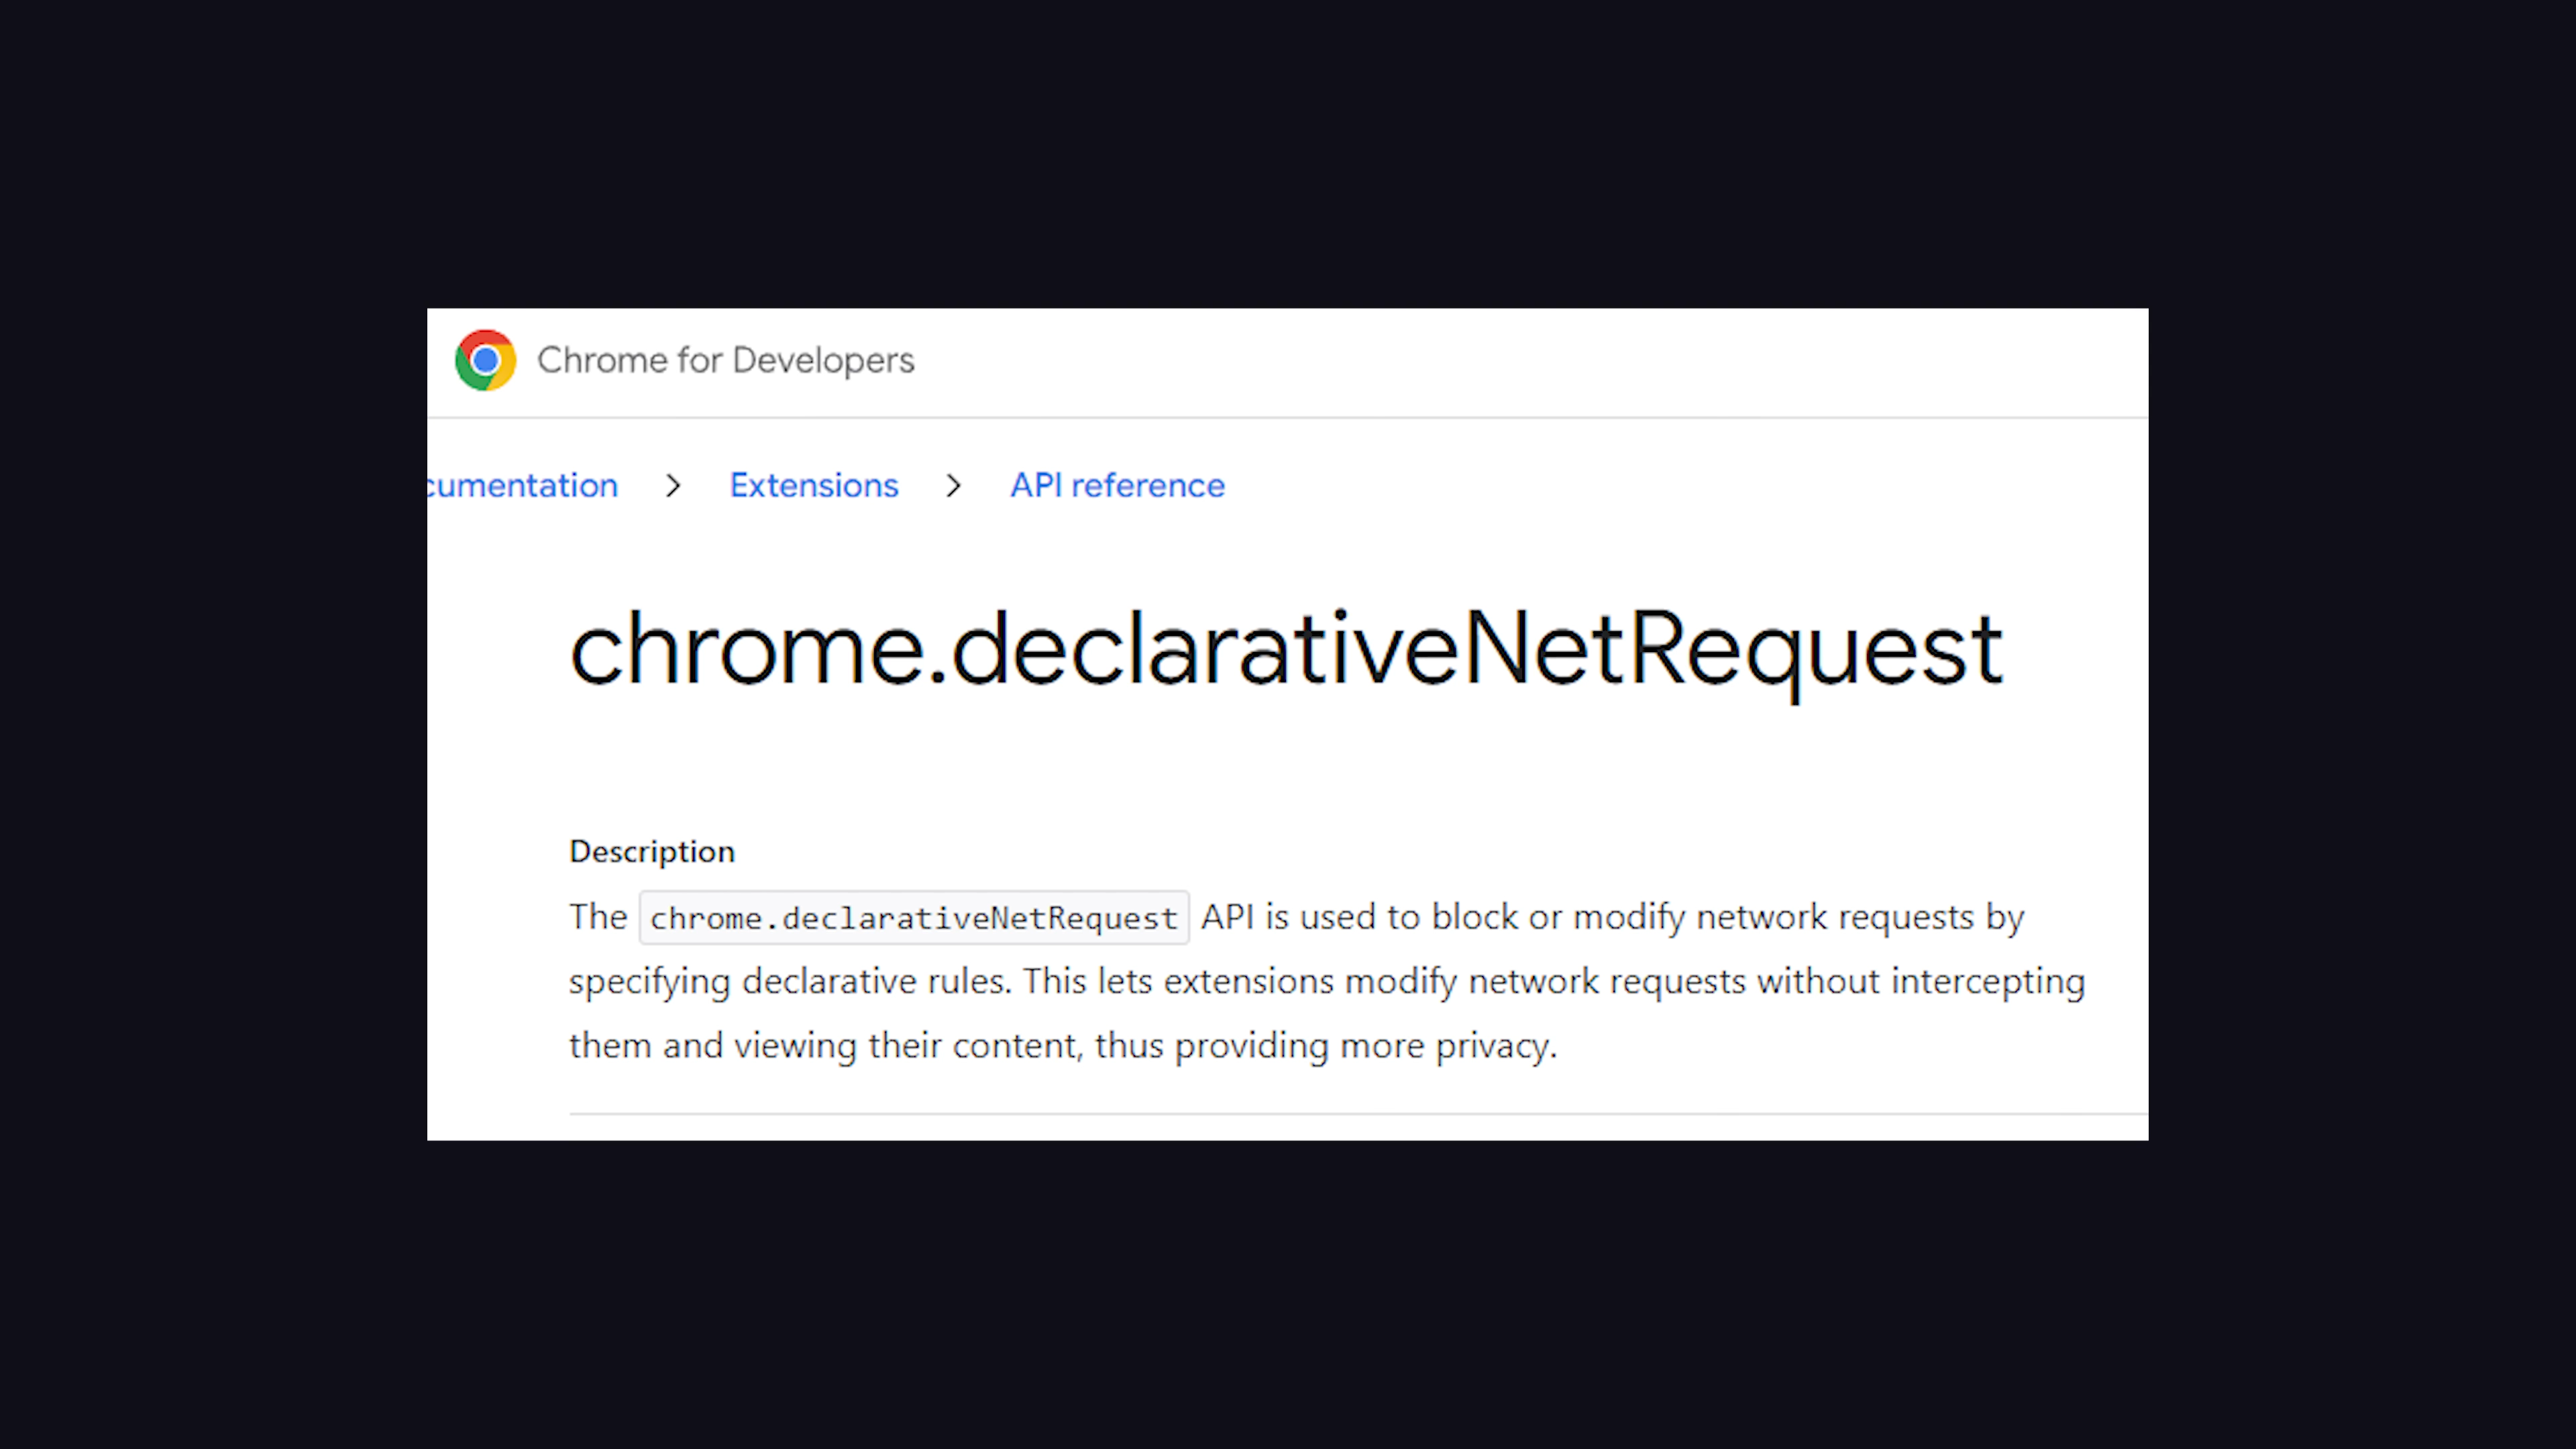 Chrome for Developers
cumentation > Extensions > API reference
chrome.declarativeNetRequest
Description
The chrome.declarativeNetRequest API is used to block or modify network requests by
specifying declarative rules. This lets extensions modify network requests without intercepting
them and viewing their content, thus providing more privacy.